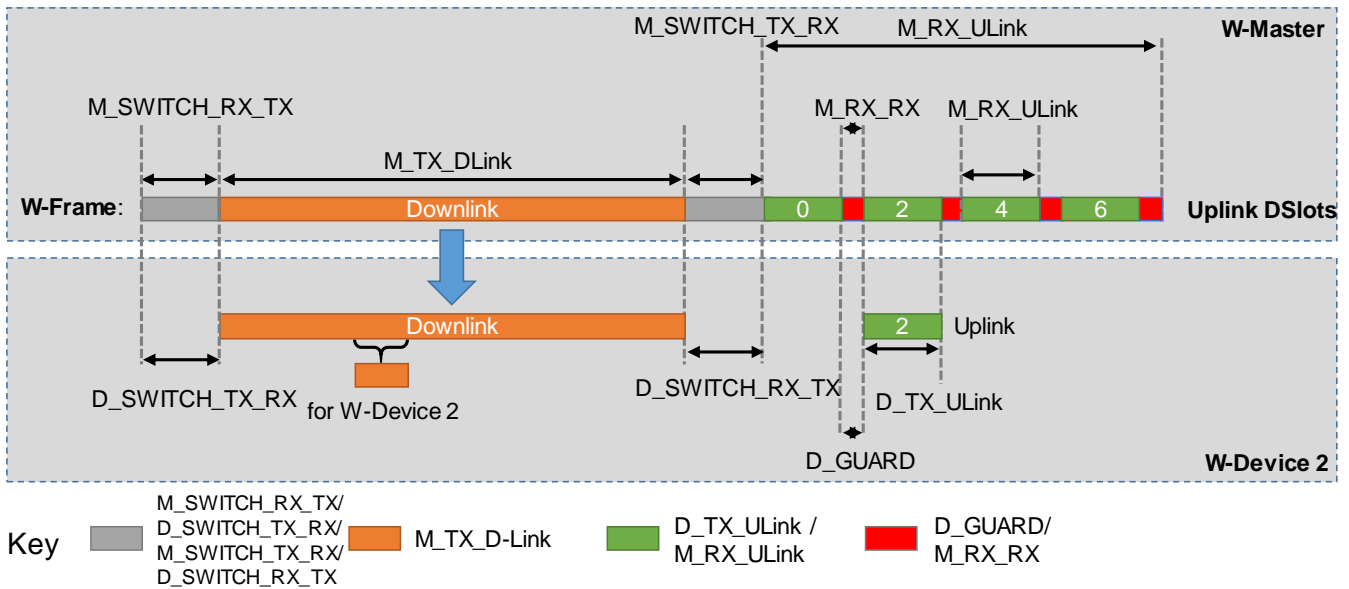 M_SWITCH_TX_RX
M_RX_ULink
W-Master
M_SWITCH_RX_TX
M_RX_RX
M_RX_ULink
M_TX_DLink
W-Frame:
Downlink
0
2
4
6
Uplink DSlots
Downlink
2
Uplink
D_SWITCH_TX_RX
for W-Device 2
D_SWITCH_RX_TX
D_TX_ULink
D_GUARD
W-Device 2
Key
M_SWITCH_RX_TX/
D_SWITCH_TX_RX/
M_SWITCH_TX_RX/
D_SWITCH_RX_TX
M_TX_D-Link
D_TX_ULink /
M_RX_ULink
D_GUARD/
M_RX_RX